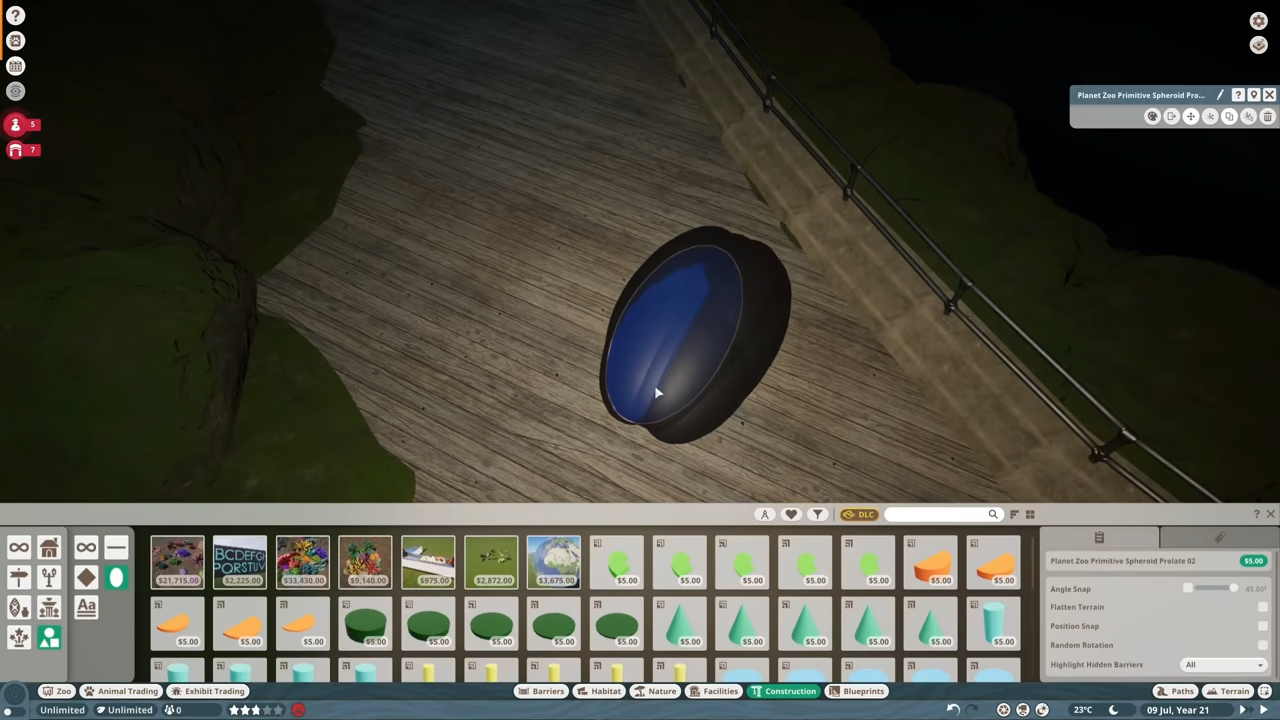 5
7
Planet Zoo Primitive Spheroid Pro...
DLC
$21,715.00
$2,225.00
$33,430.00
$9,140.00
$975.00
$2,872.00
$3,675.00
$5.00
$5.00
$5.00
$5.00
$5.00
$5.00
$5.00
ABCDEFG
Aa
$5.00
$5.00
$5.00
$5.00
$5.00
$5.00
$5.00
$5.00
$5.00
$5.00
$5.00
$5.00
$5.00
$5.00
Planet Zoo Primitive Spheroid Prolate 02
$5.00
Angle Snap
45.00°
Flatten Terrain
Position Snap
Random Rotation
Highlight Hidden Barriers
All
Zoo
Animal Trading
Exhibit Trading
Barriers
Habitat
Nature
Facilities
Construction
Blueprints
Paths
Terrain
Unlimited
Unlimited
0
23°C
09 Jul, Year 21